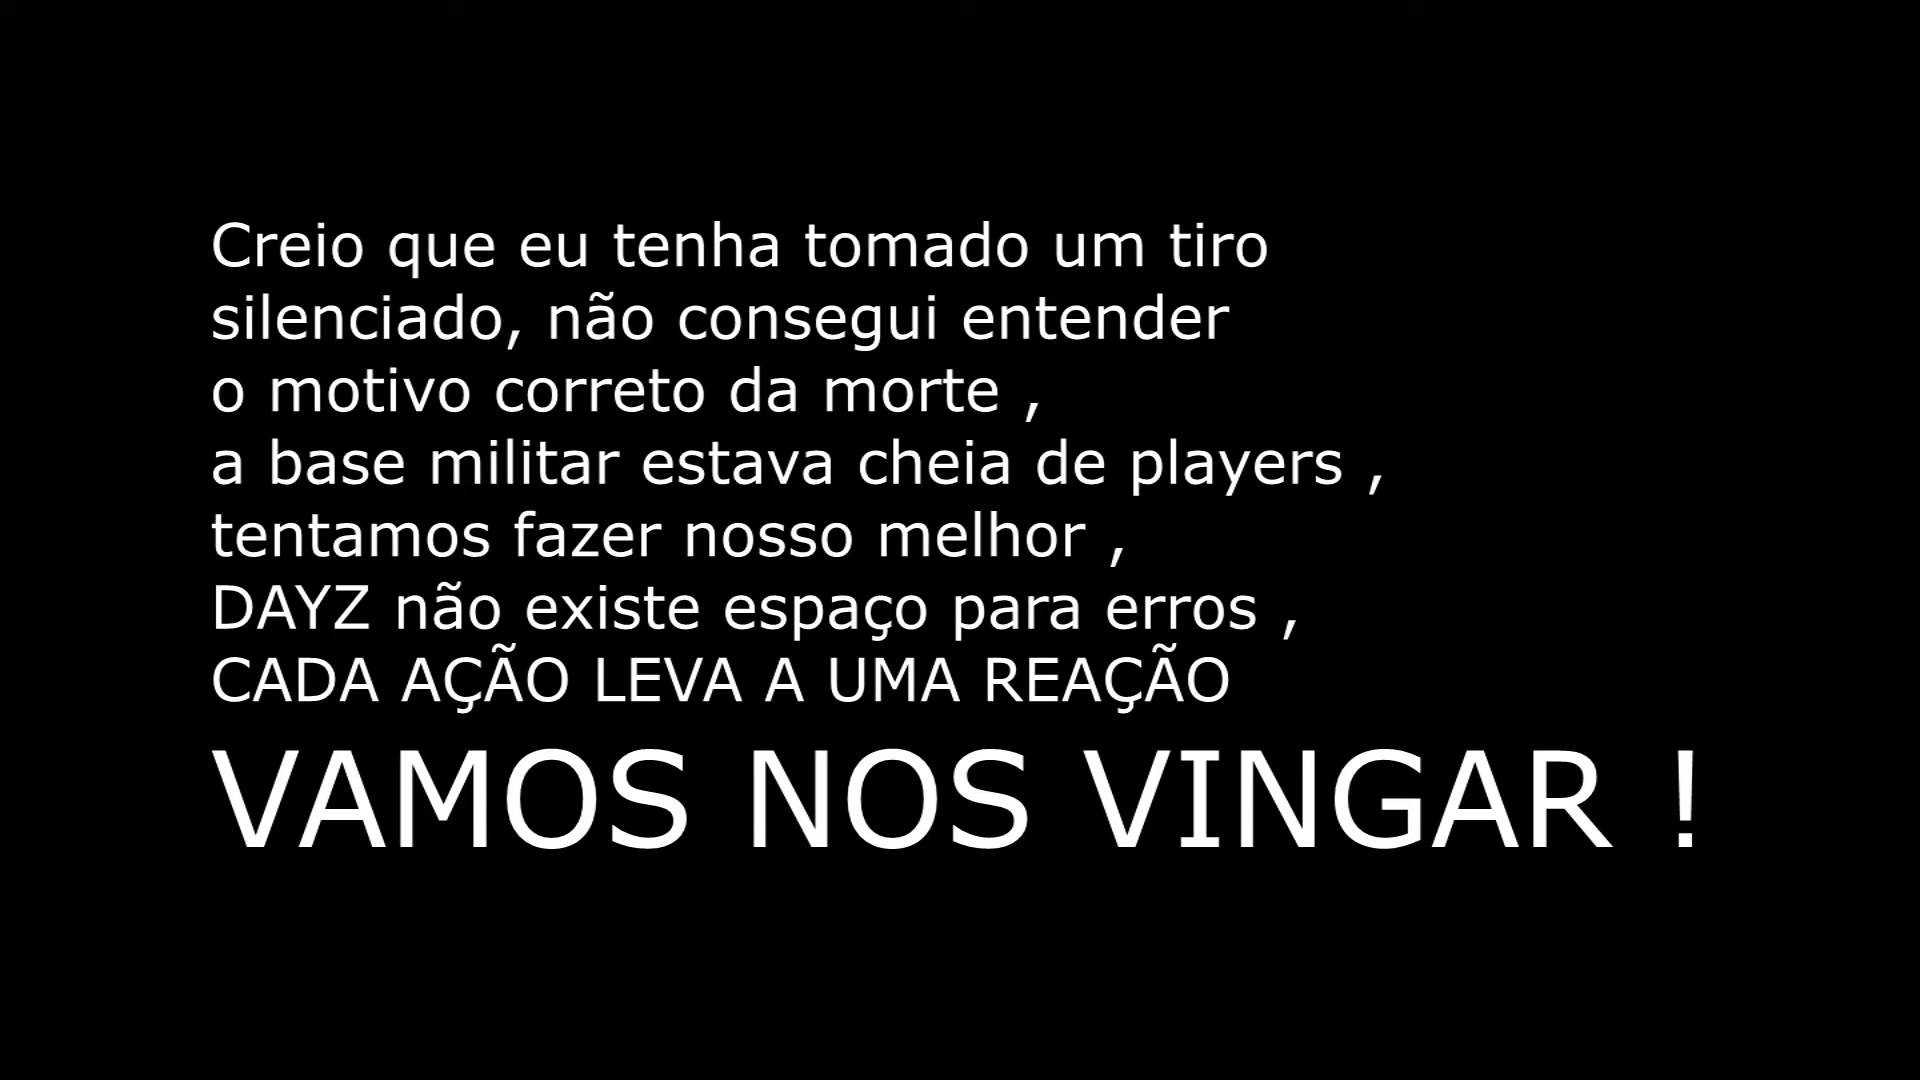 Creio que eu tenha tomado um tiro
silenciado, não consegui entender
o motivo correto da morte ,
a base militar estava cheia de players ,
tentamos fazer nosso melhor ,
DAYZ não existe espaço para erros ,
CADA AÇÃO LEVA A UMA REAÇÃO
VAMOS NOS VINGAR !